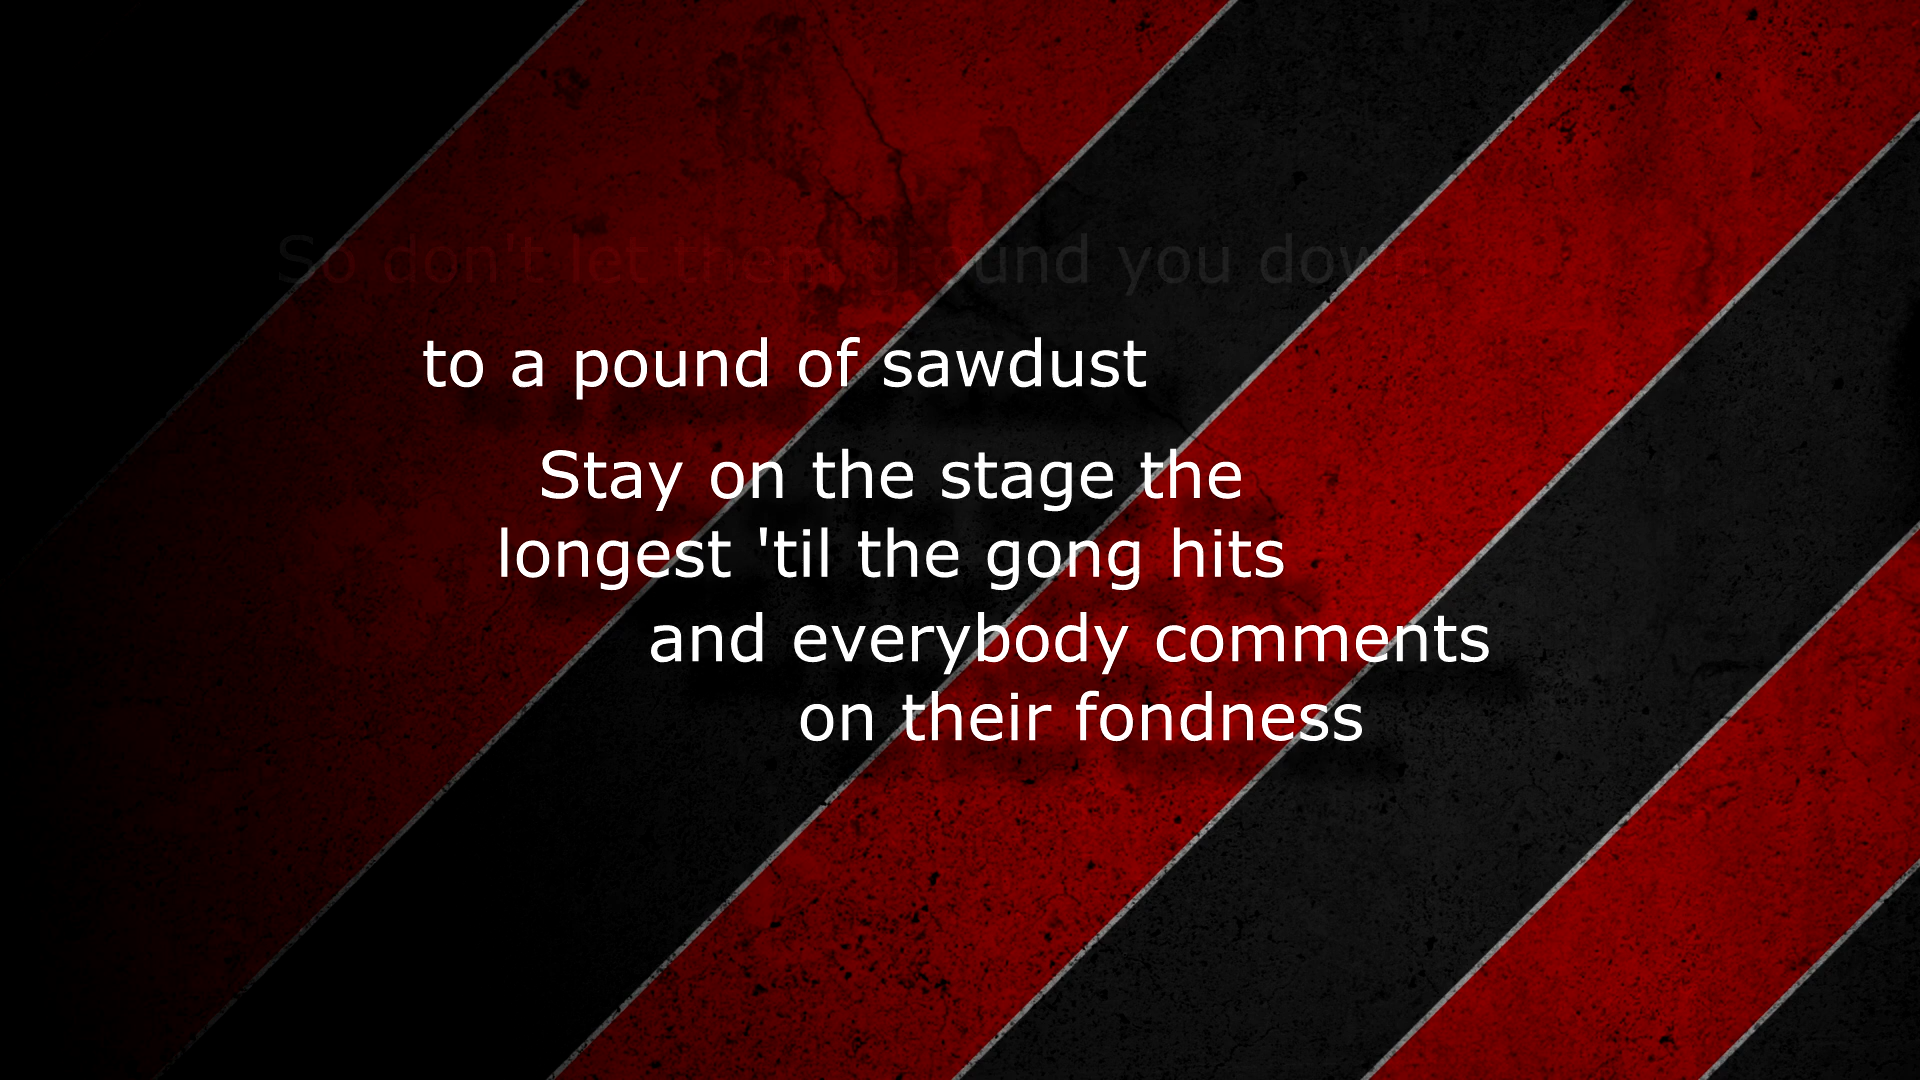 So don't let them ground you down
to a pound of sawdust
Stay on the stage the
longest 'til the gong hits
and everybody comments
on their fondness